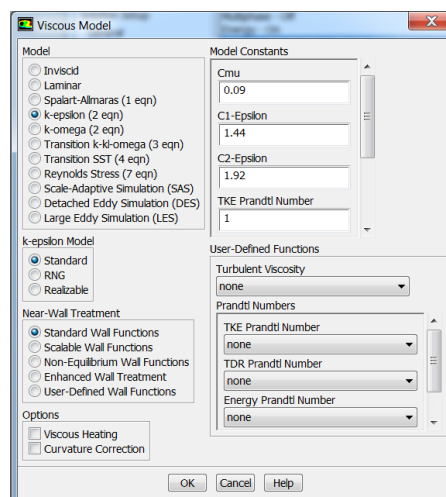 Viscous Model
Model
Inviscid
Laminar
Spalart-Allmaras (1 eqn)
k-epsilon (2 eqn)
k-omega (2 eqn)
Transition k-kl-omega (3 eqn)
Transition SST (4 eqn)
Reynolds Stress (7 eqn)
Scale-Adaptive Simulation (SAS)
Detached Eddy Simulation (DES)
Large Eddy Simulation (LES)
k-epsilon Model
Standard
RNG
Realizable
Near-Wall Treatment
Standard Wall Functions
Scalable Wall Functions
Non-Equilibrium Wall Functions
Enhanced Wall Treatment
User-Defined Wall Functions
Options
Viscous Heating
Curvature Correction
Model Constants
Cmu
0.09
C1-Epsilon
1.44
C2-Epsilon
1.92
TKE Prandtl Number
1
User-Defined Functions
Turbulent Viscosity
none
Prandtl Numbers
TKE Prandtl Number
none
TDR Prandtl Number
none
Energy Prandtl Number
none
OK Cancel Help